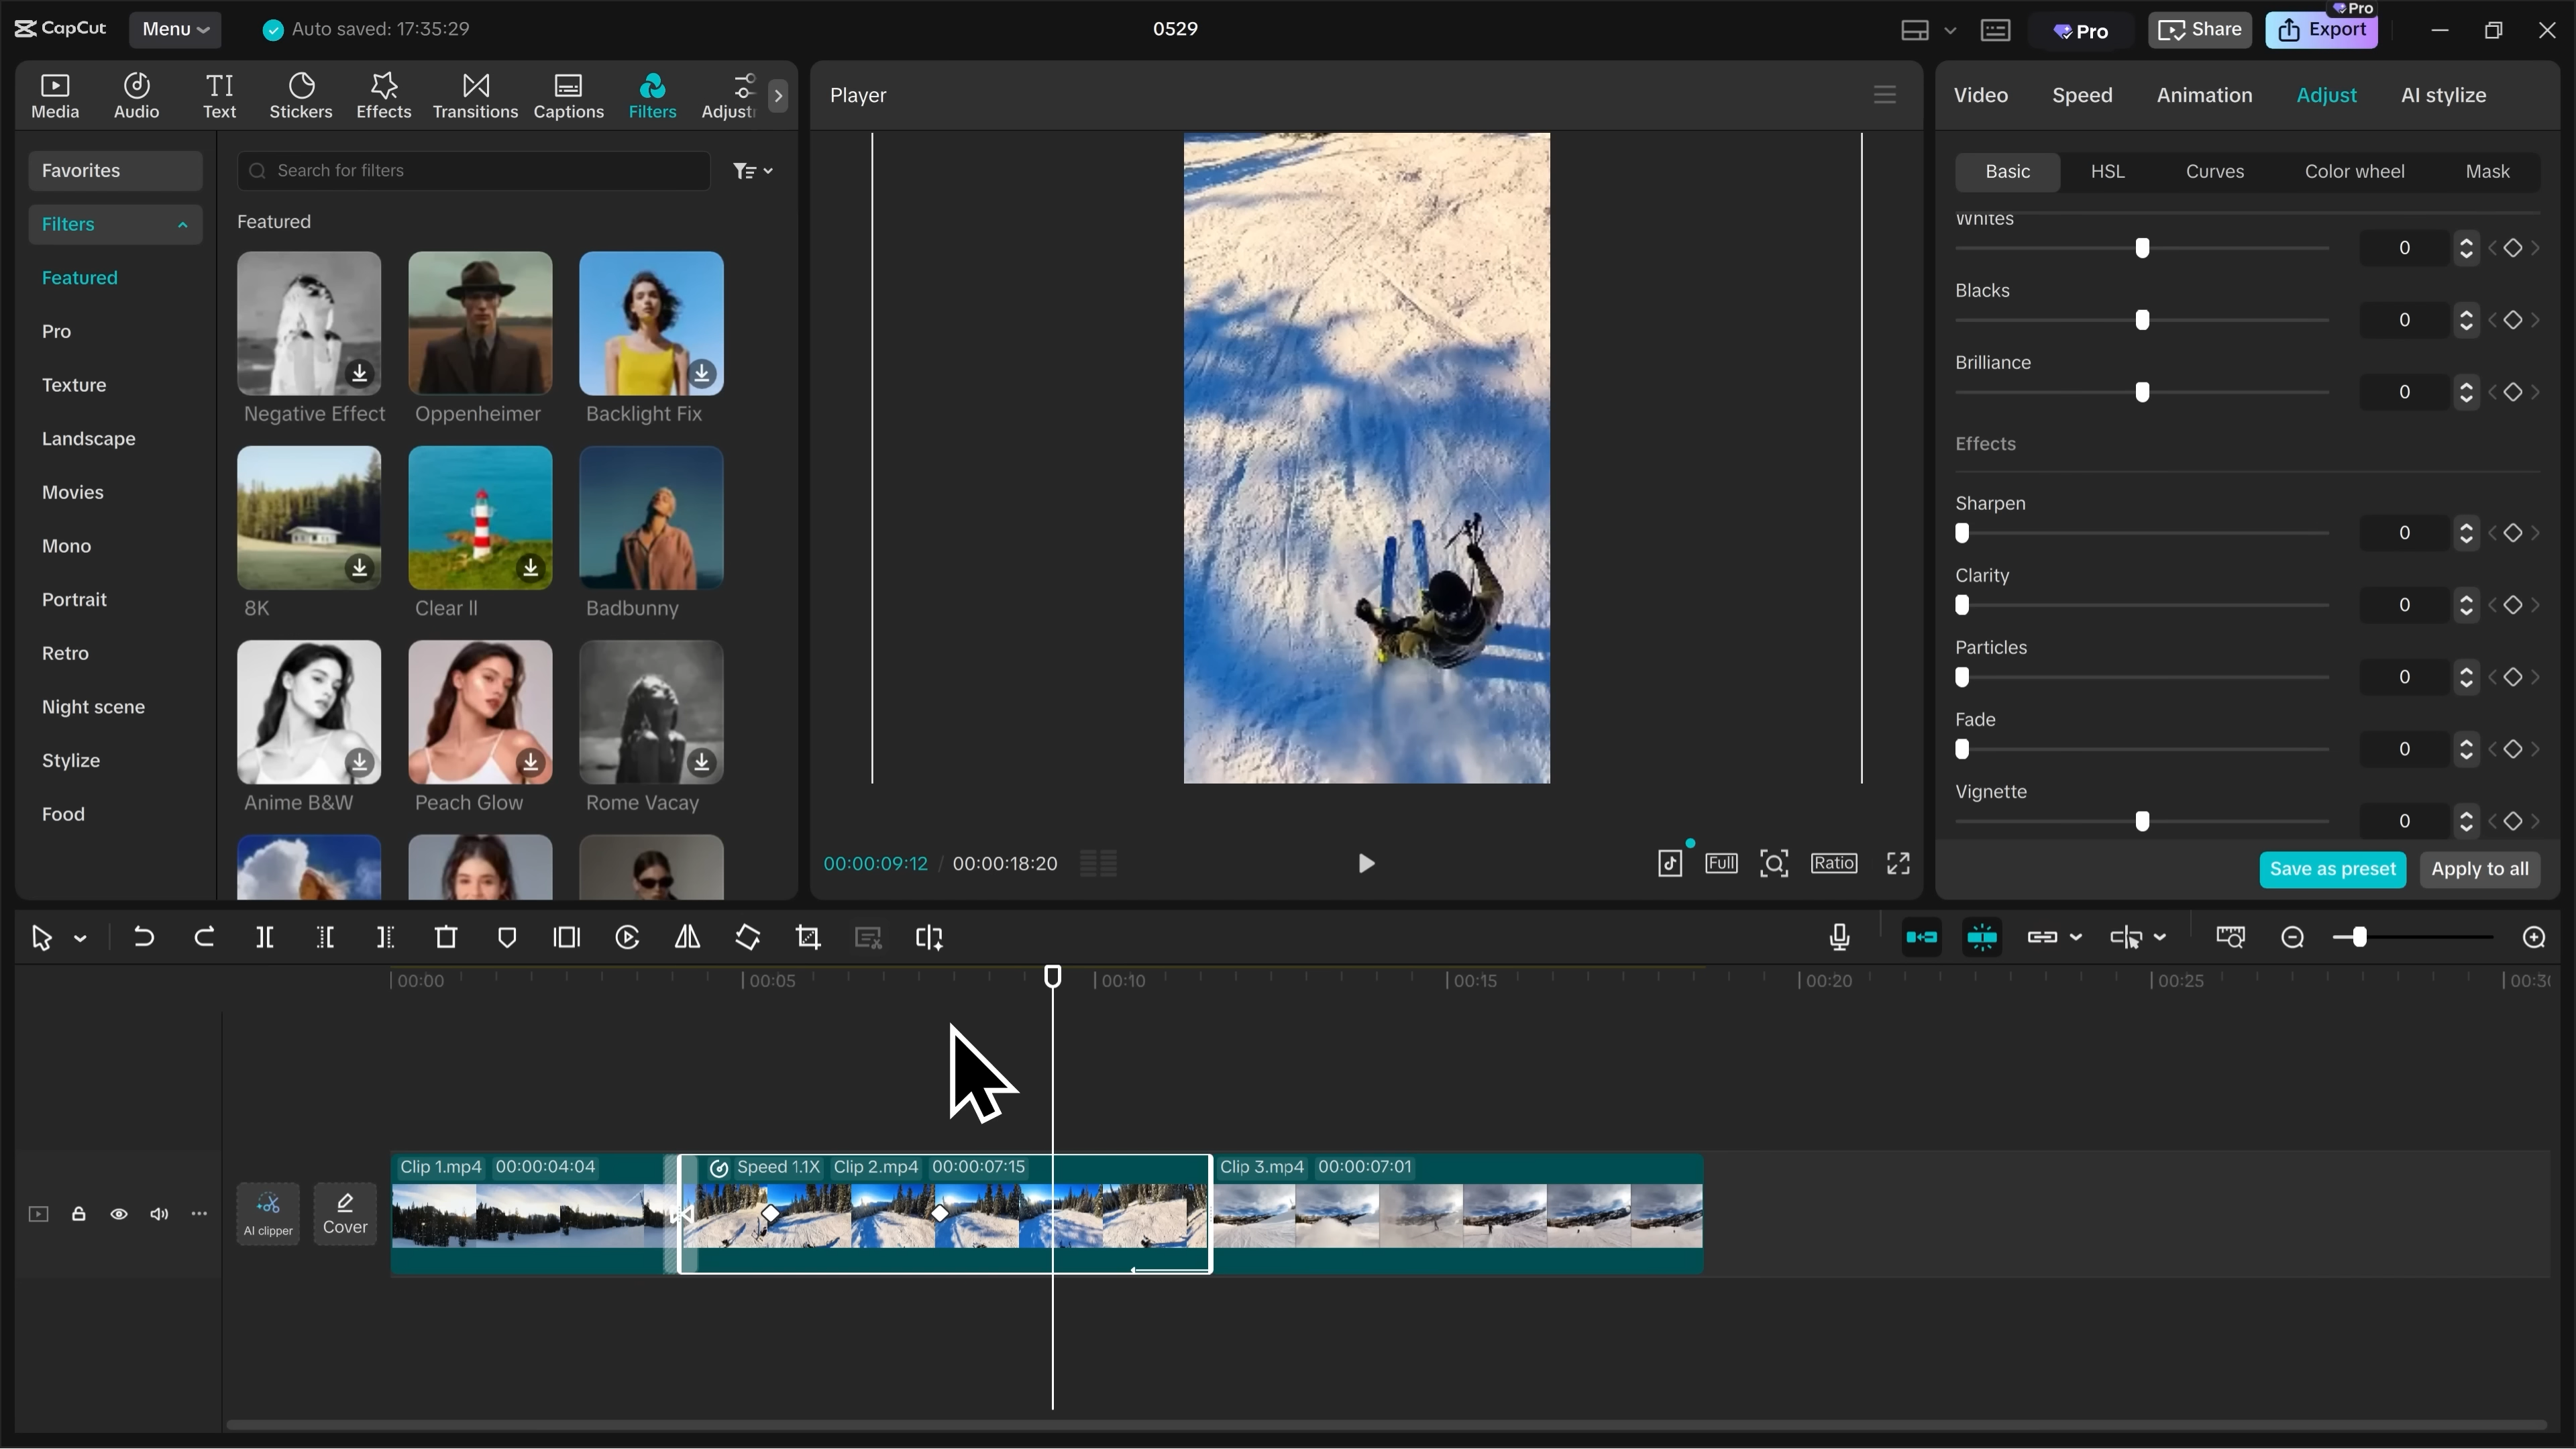 CapCut Menu Auto saved: 17:35:29 0529 Pro Share Export Pro
Media Audio Text Stickers Effects Transitions Captions Filters
Player
Video Speed Animation Adjust AI stylize
Favorites
Filters
Featured
Pro
Texture
Landscape
Movies
Mono
Portrait
Retro
Night scene
Stylize
Food
Search for filters
Featured
Negative Effect Oppenheimer Backlight Fix
8K Clear II Badbunny
Anime B&W Peach Glow Rome Vacay
00:00:09:12 / 00:00:18:20 Full Ratio
Basic HSL Curves Color wheel Mask
Whites
0
Blacks
0
Brilliance
0
Effects
Sharpen
0
Clarity
0
Particles
0
Fade
0
Vignette
0
Save as preset Apply to all
00:00 00:05 00:10 00:15 00:20 00:25
Clip 1.mp4 00:00:04:04 Speed 1.1X Clip 2.mp4 00:00:07:15 Clip 3.mp4 00:00:07:01
AI clipper Cover